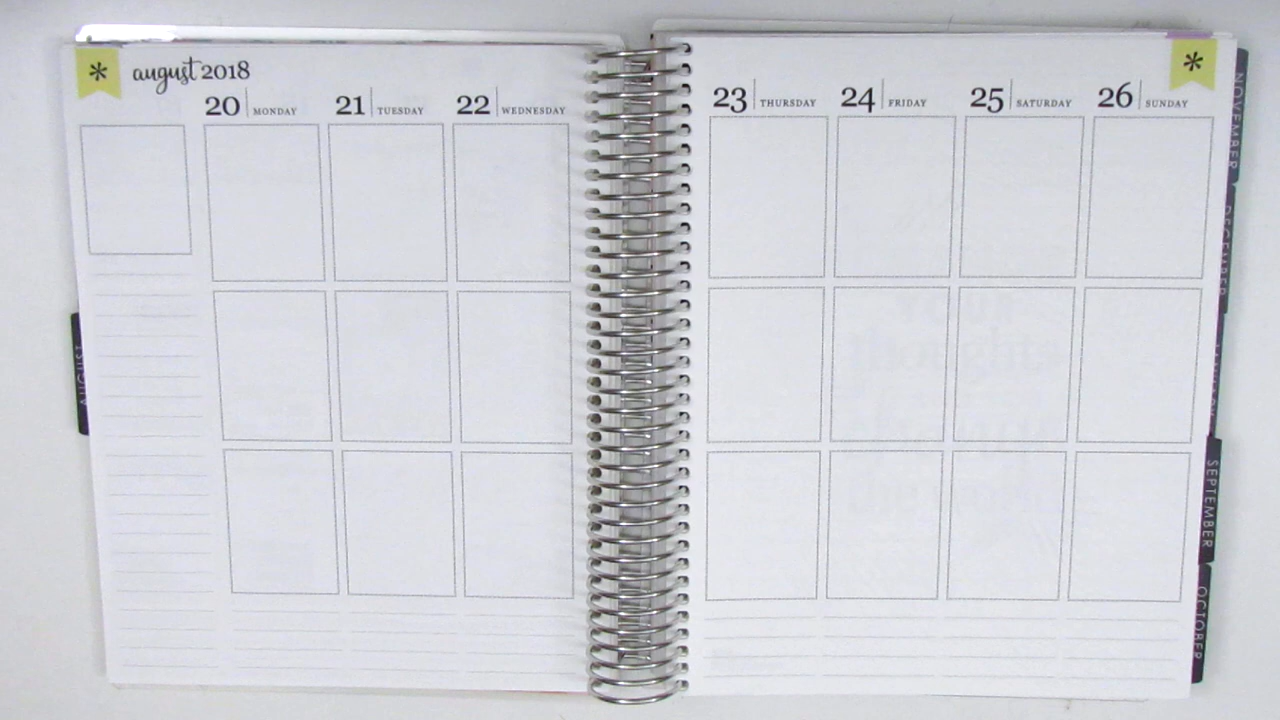 * august 2018 *
20 MONDAY 21 TUESDAY 22 WEDNESDAY 23 THURSDAY 24 FRIDAY 25 SATURDAY 26 SUNDAY
AUGUST
NOVEMBER
DECEMBER
SEPTEMBER
OCTOBER